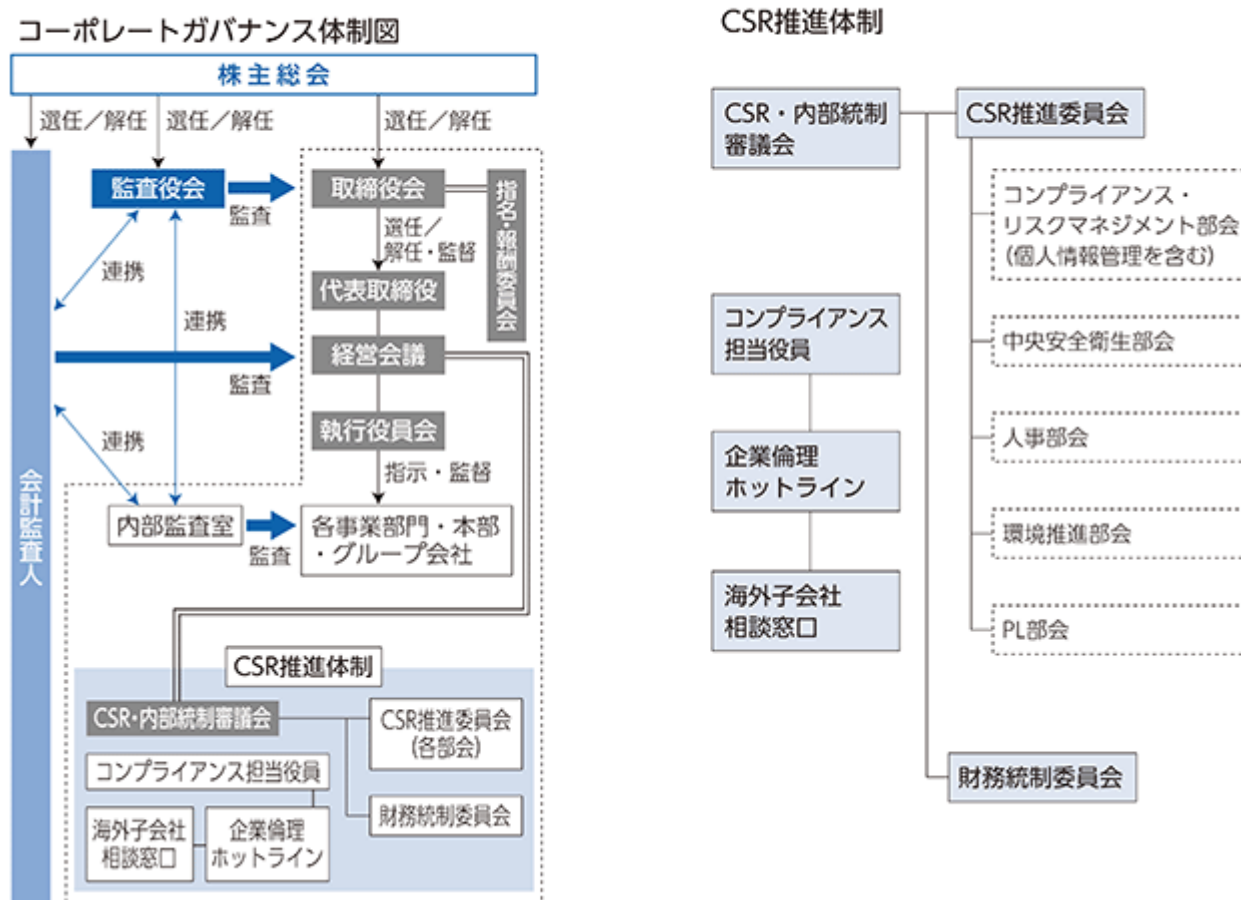 コーポレートガバナンス体制図
株主総会
選任／解任
選任／解任
選任／解任
監査役会
監査
取締役会
指名・報酬委員会
選任／
解任・監督
連携
代表取締役
連携
経営会議
監査
執行役員会
連携
指示・監督
会計監査人
内部監査室
監査
各事業部門・本部
・グループ会社
CSR推進体制
CSR・内部統制審議会
CSR推進委員会
(各部会)
コンプライアンス担当役員
財務統制委員会
海外子会社
相談窓口
企業倫理
ホットライン
CSR推進体制
CSR・内部統制
審議会
CSR推進委員会
コンプライアンス・
リスクマネジメント部会
(個人情報管理を含む)
コンプライアンス
担当役員
中央安全衛生部会
人事部会
企業倫理
ホットライン
環境推進部会
海外子会社
相談窓口
PL部会
財務統制委員会